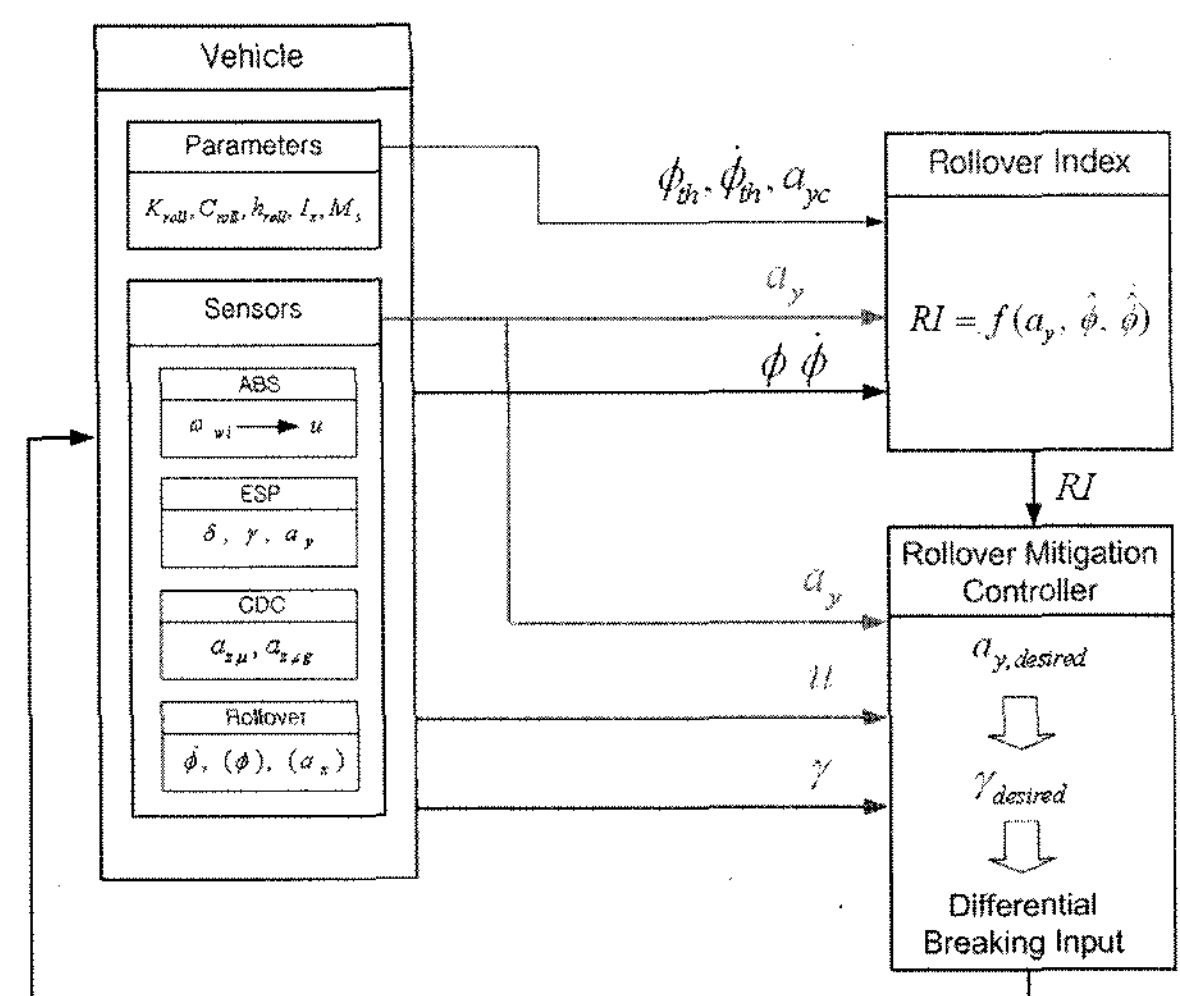 Vehicle
Parameters
K_roll, C_roll, h_roll, I_x, M_s
Sensors
ABS
ω_wi → u
ESP
δ, γ, a_y
CDC
Rollover
φ̇, (φ), (a_x)
φ_th, φ̇_th, a_yc
a_y
φ φ̇
Rollover Index
RI = f(a_y, φ̂, φ̇̂)
RI
a_y
u
γ
Rollover Mitigation
Controller
a_y,desired
γ_desired
Differential
Breaking Input